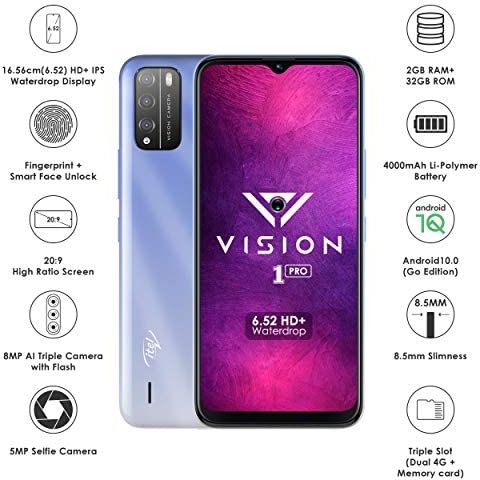 6.52
16.56cm(6.52) HD+ IPS
Waterdrop Display
Fingerprint +
Smart Face Unlock
20:9
20:9
High Ratio Screen
8MP AI Triple Camera
with Flash
5MP Selfie Camera
VISION CAMERA
itel
VISION
1 PRO
6.52 HD+
Waterdrop
2GB RAM+
32GB ROM
4000mAh Li-Polymer
Battery
android
10
Android10.0
(Go Edition)
8.5MM
8.5mm Slimness
Triple Slot
(Dual 4G +
Memory card)